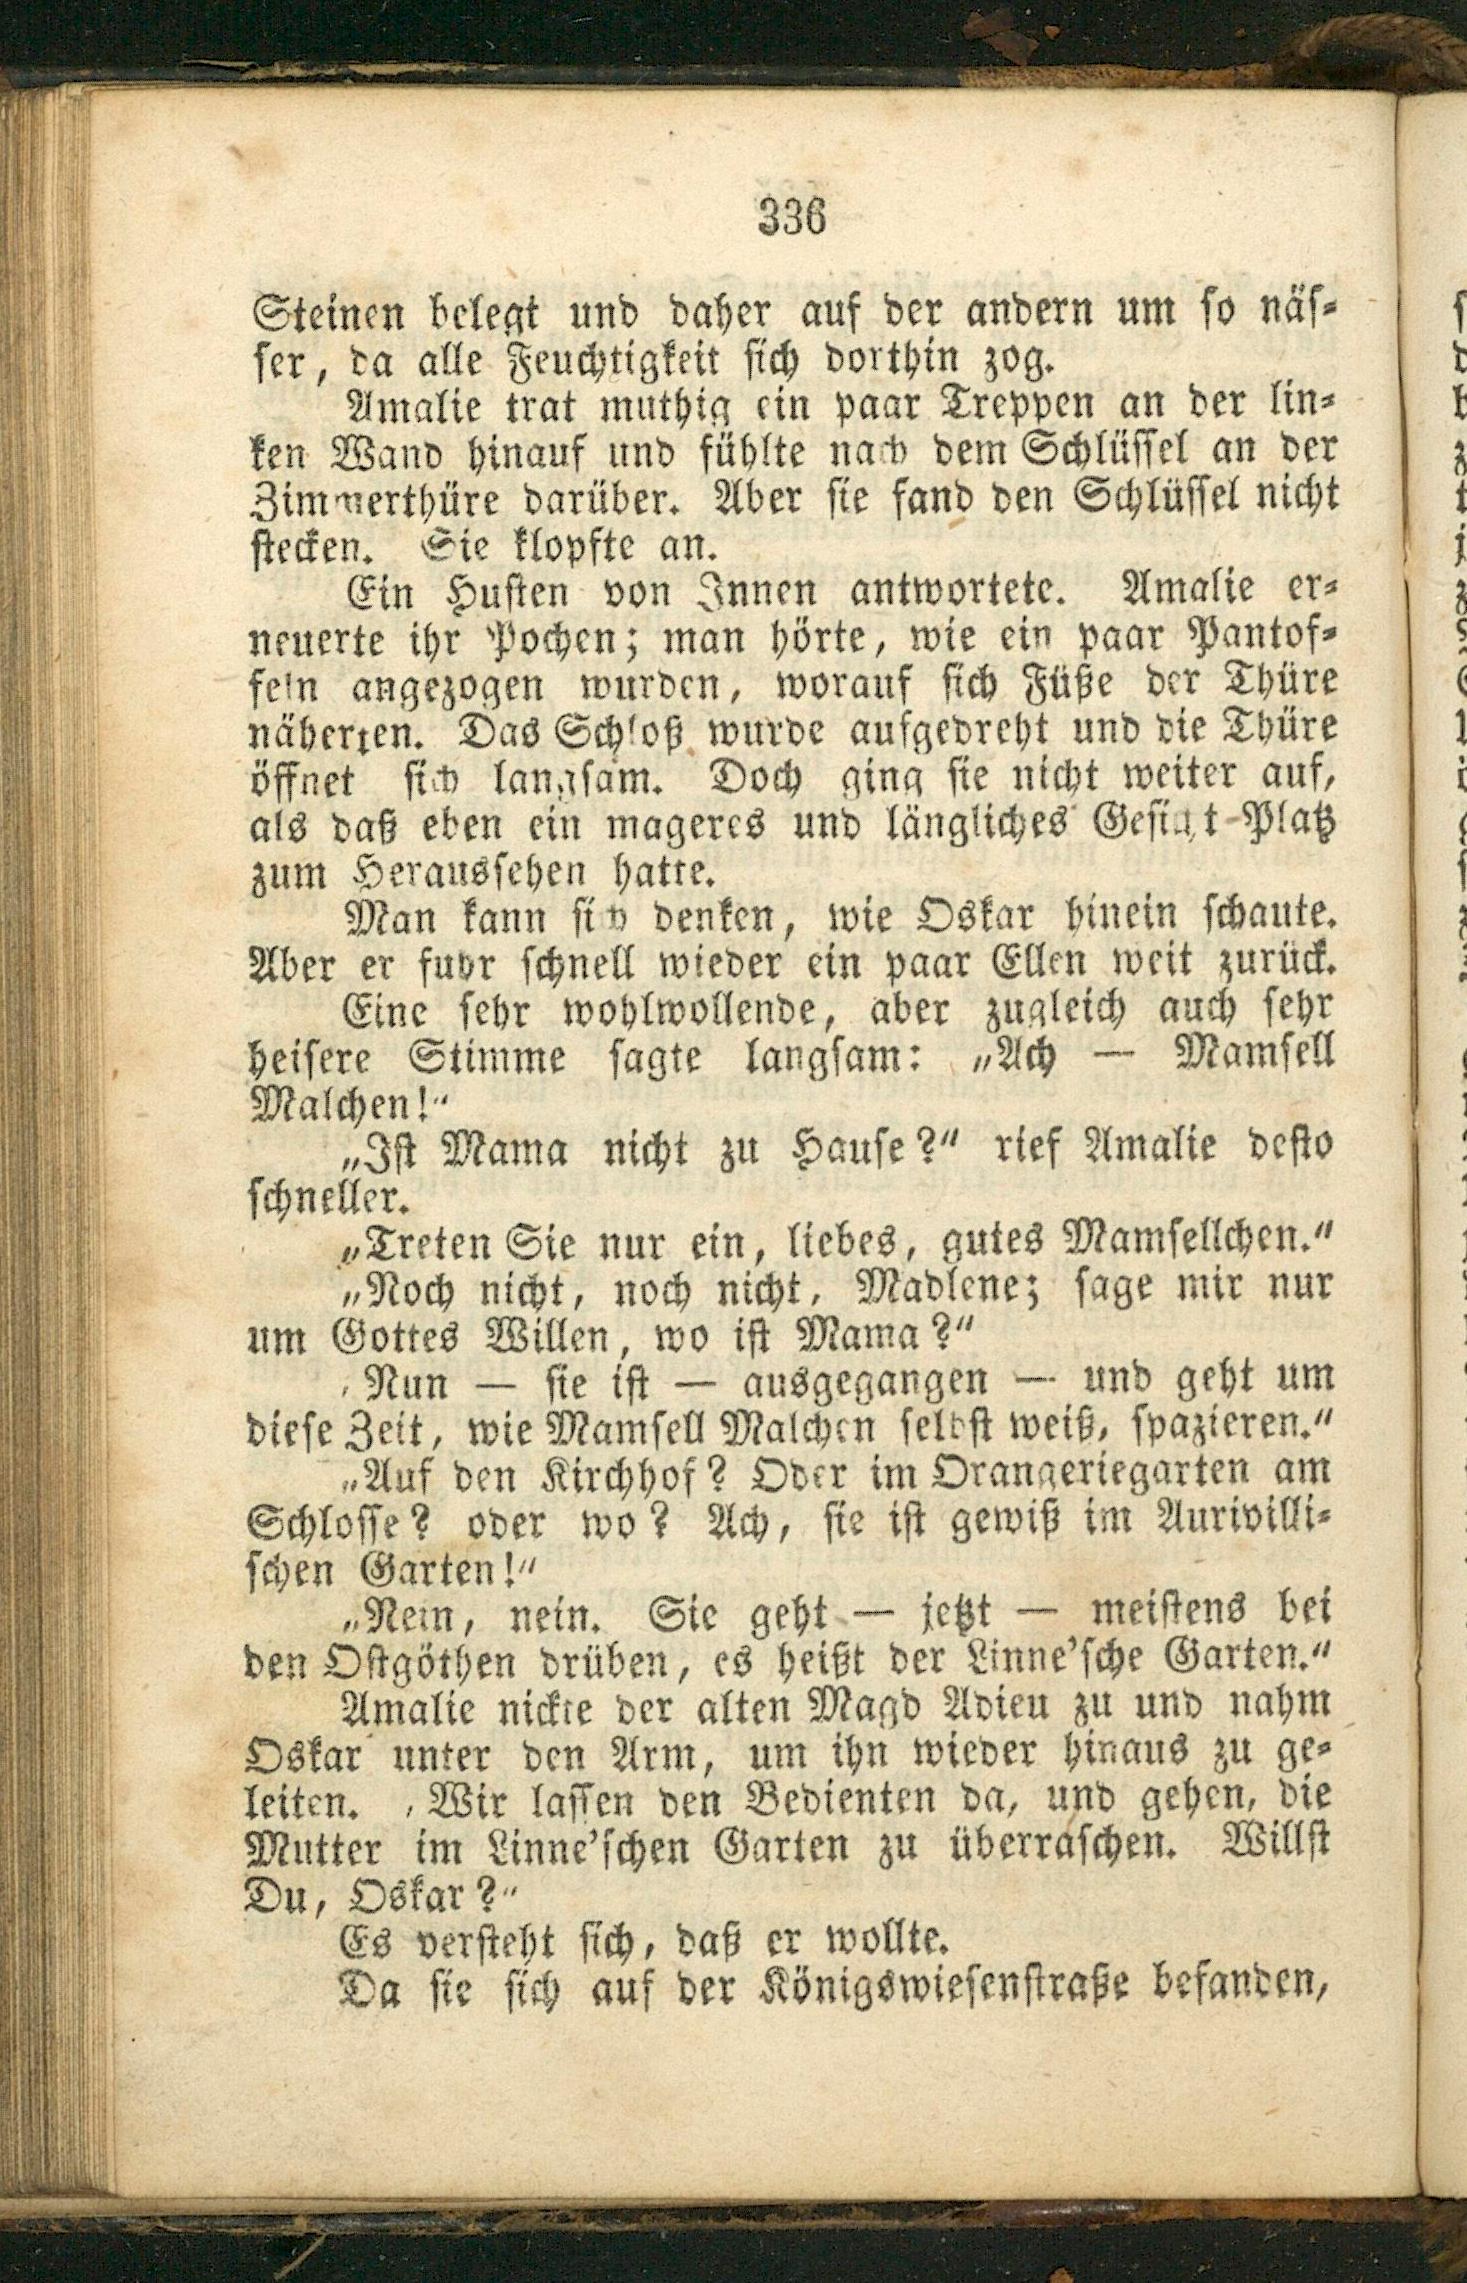 336
Steinen belegt und daher auf der andern um so näs-
ser, da alle Feuchtigkeit sich dorthin zog.
Amalie trat muthig ein paar Treppen an der lin-
ken Wand hinauf und fühlte nach dem Schlüssel an der
Zimmerthüre darüber. Aber sie fand den Schlüssel nicht
stecken. Sie klopfte an.
Ein Husten von Innen antwortete. Amalie er-
neuerte ihr Pochen; man hörte, wie ein paar Pantof-
feln angezogen wurden, worauf sich Füße der Thüre
näherten. Das Schloß wurde aufgedreht und die Thüre
öffnet sich langsam. Doch ging sie nicht weiter auf,
als daß eben ein mageres und längliches Gesicht Platz
zum Heraussehen hatte.
Man kann sich denken, wie Oskar hinein schaute.
Aber er fuhr schnell wieder ein paar Ellen weit zurück.
Eine sehr wohlwollende, aber zugleich auch sehr
heisere Stimme sagte langsam: „Ach — Mamsell
Malchen!“
„Ist Mama nicht zu Hause?“ rief Amalie desto
schneller.
„Treten Sie nur ein, liebes, gutes Mamsellchen.“
„Noch nicht, noch nicht, Madlene; sage mir nur
um Gottes Willen, wo ist Mama?“
„Nun — sie ist — ausgegangen — und geht um
diese Zeit, wie Mamsell Malchen selbst weiß, spazieren.“
„Auf den Kirchhof? Oder im Orangeriegarten am
Schlosse? oder wo? Ach, sie ist gewiß im Aurivilli-
schen Garten!“
„Nein, nein. Sie geht — jetzt — meistens bei
den Ostgöthen drüben, es heißt der Linne’sche Garten.“
Amalie nickte der alten Magd Adieu zu und nahm
Oskar unter den Arm, um ihn wieder hinaus zu ge-
leiten. „Wir lassen den Bedienten da, und gehen, die
Mutter im Linne’schen Garten zu überraschen. Willst
Du, Oskar?“
Es versteht sich, daß er wollte.
Da sie sich auf der Königswiesenstraße befanden,